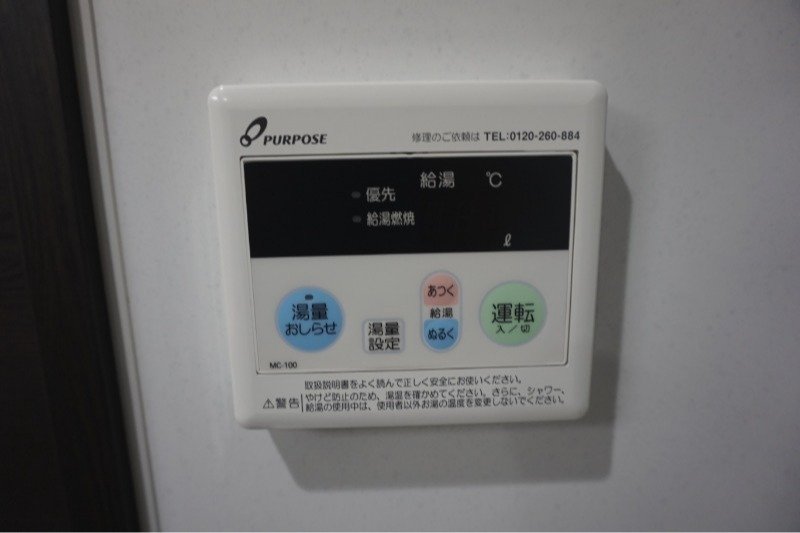 PURPOSE
修理のご依頼は TEL:0120-260-884
給湯 ℃
優先
給湯燃焼
ℓ
湯量
おしらせ
湯量
設定
あつく
給湯
ぬるく
運転
入／切
MC-100
取扱説明書をよく読んで正しく安全にお使いください。
⚠警告
やけど防止のため、湯温を確かめてください。さらに、シャワー、
給湯の使用中は、使用者以外お湯の温度を変更しないでください。